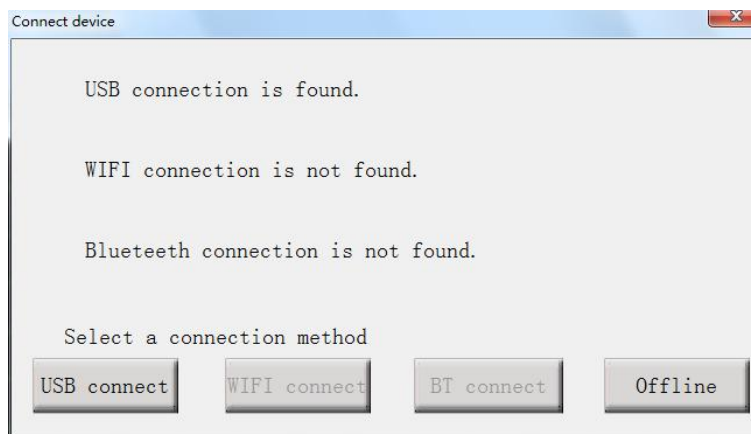 Connect device
USB connection is found.
WIFI connection is not found.
Blueteeth connection is not found.
Select a connection method
USB connect WIFI connect BT connect Offline